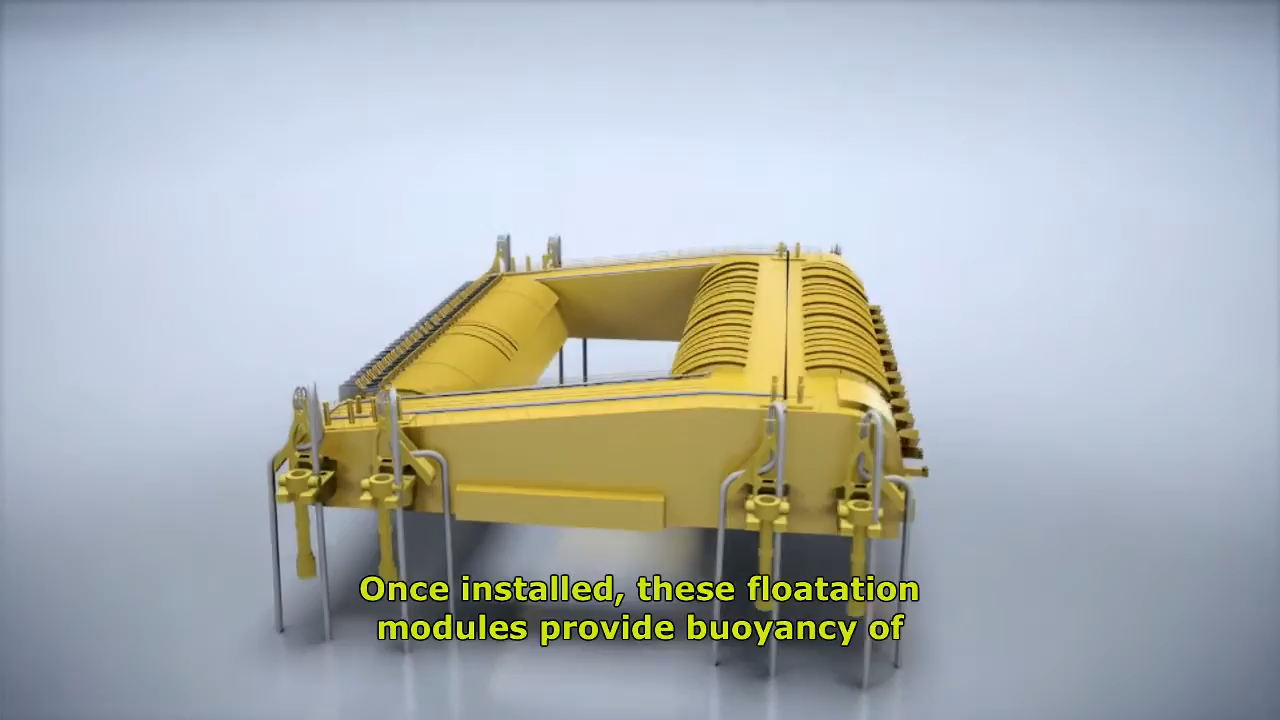 Once installed, these floatation
modules provide buoyancy of